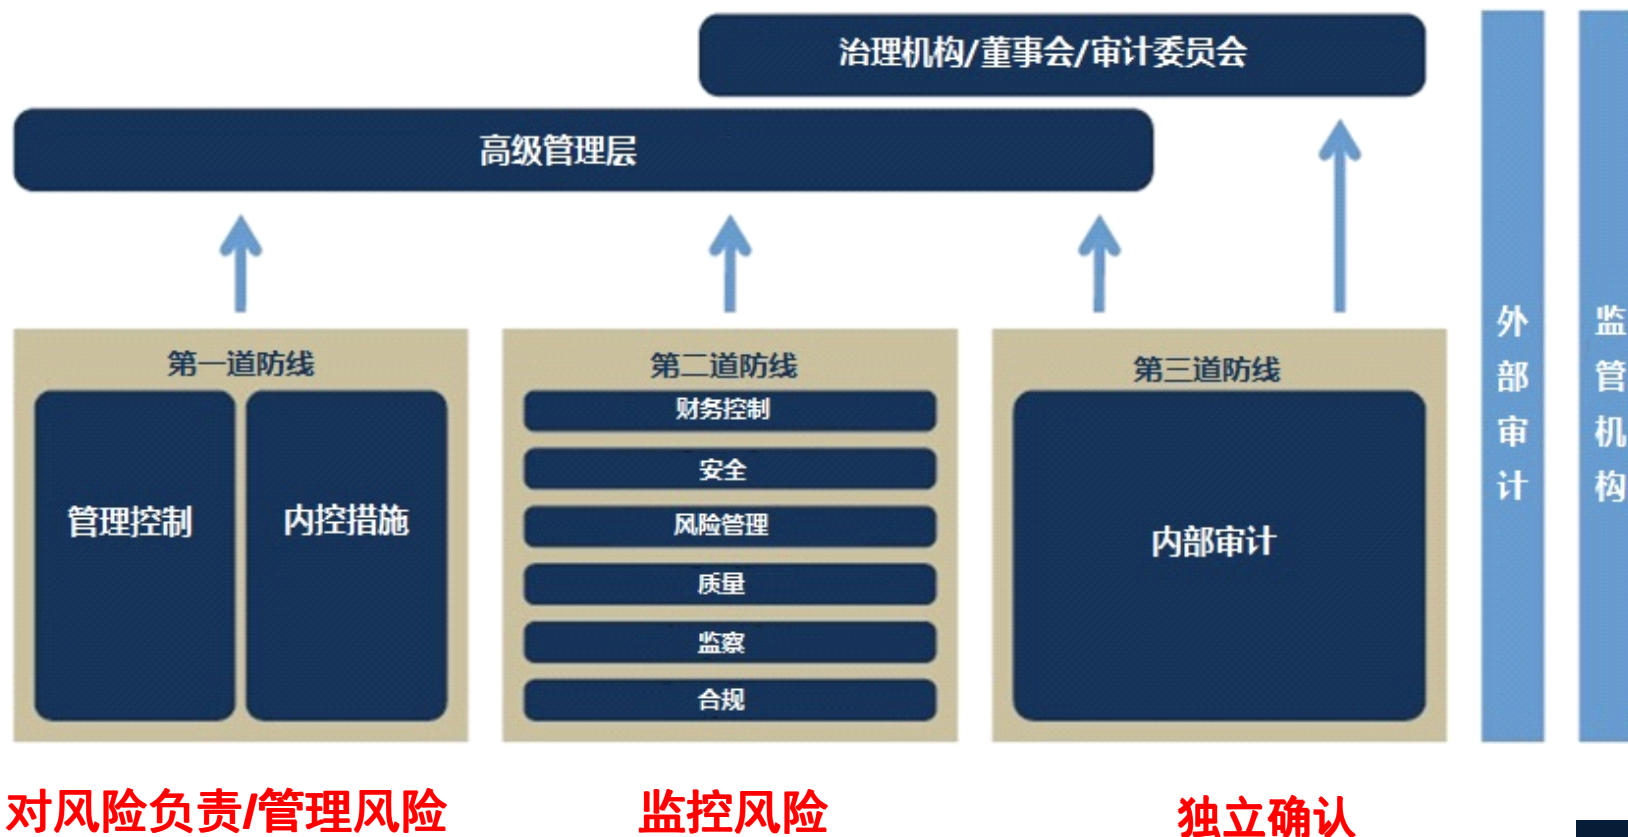 治理机构/董事会/审计委员会
高级管理层
第一道防线
管理控制
内控措施
第二道防线
财务控制
安全
风险管理
质量
监察
合规
第三道防线
内部审计
外部审计
监管机构
对风险负责/管理风险
监控风险
独立确认